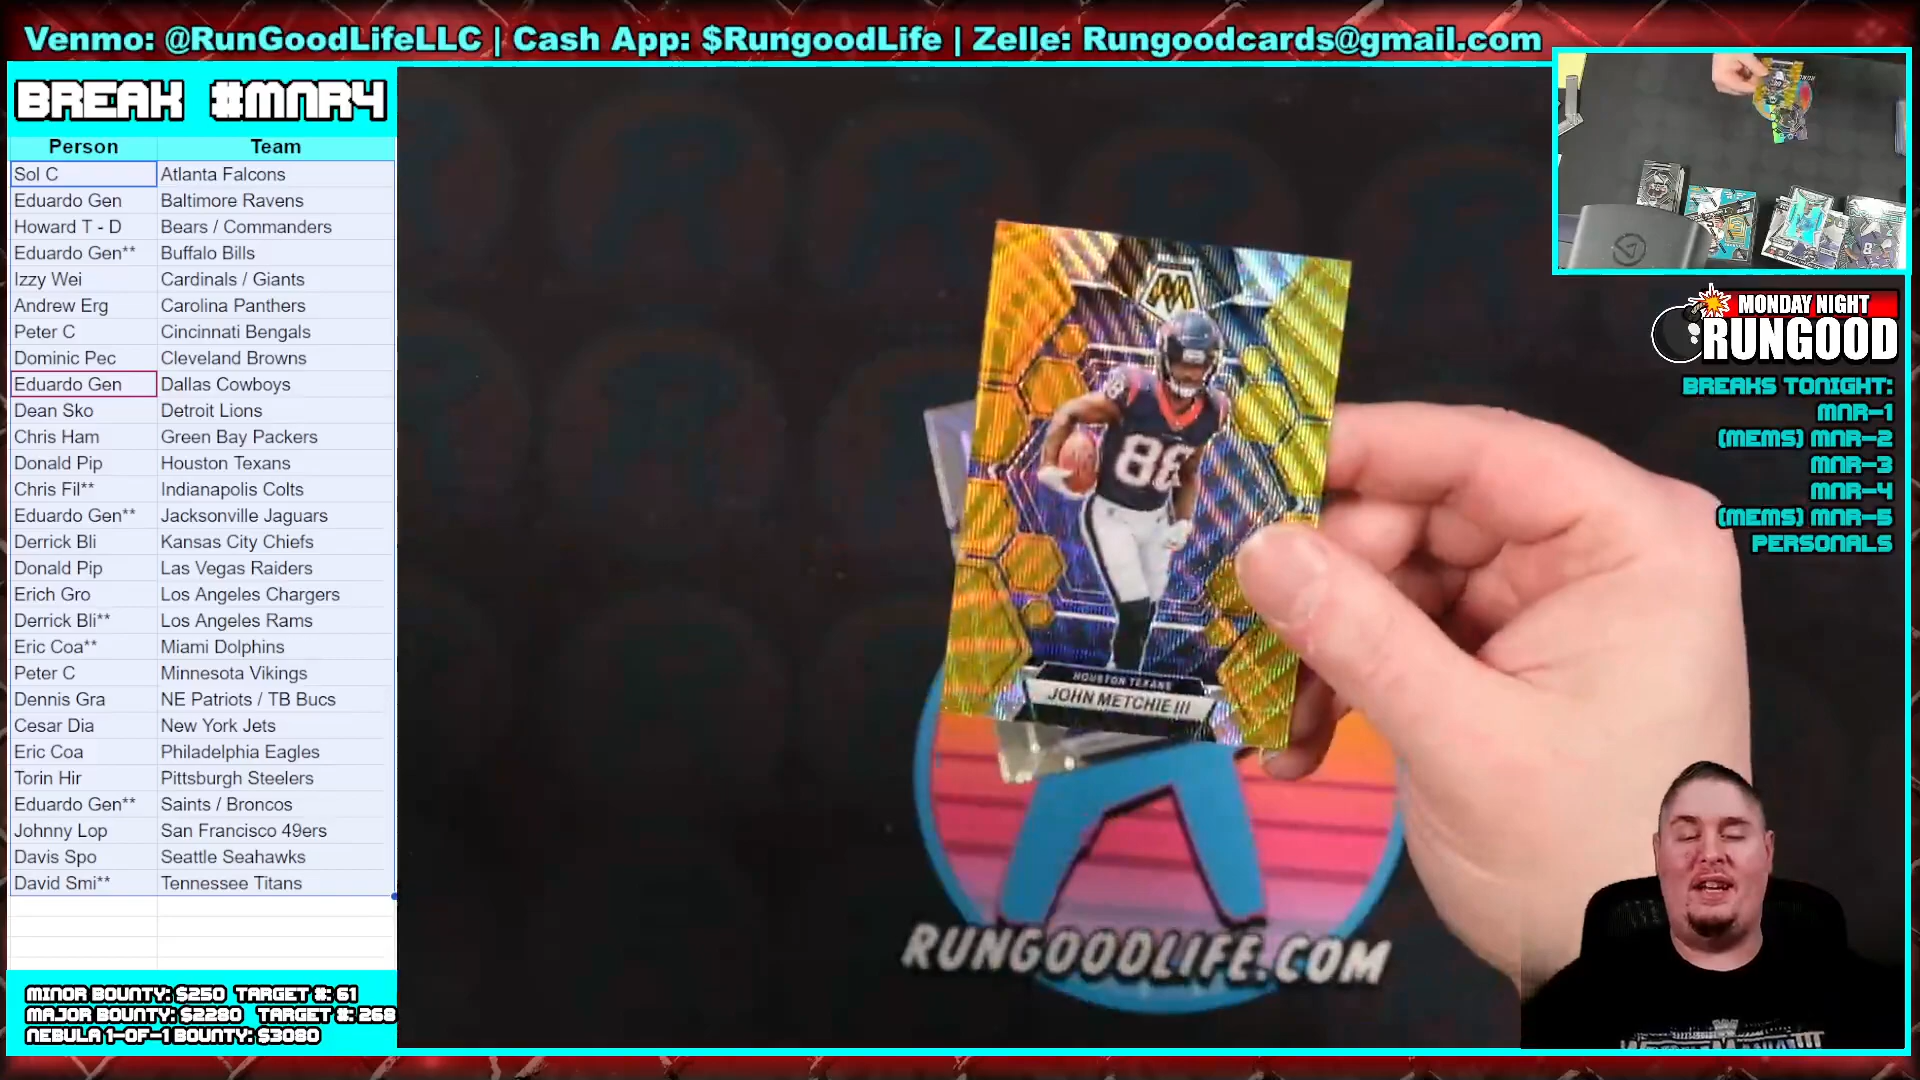 Venmo: @RunGoodLifeLLC | Cash App: $RungoodLife | Zelle: Rungoodcards@gmail.com
BREAK #MNR4
Person Team
Sol C Atlanta Falcons
Eduardo Gen Baltimore Ravens
Howard T - D Bears / Commanders
Eduardo Gen** Buffalo Bills
Izzy Wei Cardinals / Giants
Andrew Erg Carolina Panthers
Peter C Cincinnati Bengals
Dominic Pec Cleveland Browns
Eduardo Gen Dallas Cowboys
Dean Sko Detroit Lions
Chris Ham Green Bay Packers
Donald Pip Houston Texans
Chris Fil** Indianapolis Colts
Eduardo Gen** Jacksonville Jaguars
Derrick Bli Kansas City Chiefs
Donald Pip Las Vegas Raiders
Erich Gro Los Angeles Chargers
Derrick Bli** Los Angeles Rams
Eric Coa** Miami Dolphins
Peter C Minnesota Vikings
Dennis Gra NE Patriots / TB Bucs
Cesar Dia New York Jets
Eric Coa Philadelphia Eagles
Torin Hir Pittsburgh Steelers
Eduardo Gen** Saints / Broncos
Johnny Lop San Francisco 49ers
Davis Spo Seattle Seahawks
David Smi** Tennessee Titans
MINOR BOUNTY: $250 TARGET #: 61
MAJOR BOUNTY: $2280 TARGET #: 268
NEBULA 1-OF-1 BOUNTY: $3080
88
88
HOUSTON TEXANS
JOHN METCHIE III
RUNGOODLIFE.COM
MONDAY NIGHT
RUNGOOD
BREAKS TONIGHT:
MNR-1
(MEMS) MNR-2
MNR-3
MNR-4
(MEMS) MNR-5
PERSONALS